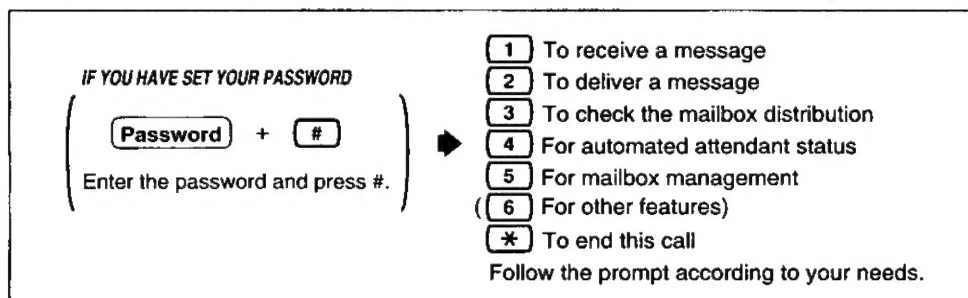 IF YOU HAVE SET YOUR PASSWORD
Password + #
Enter the password and press #.
1 To receive a message
2 To deliver a message
3 To check the mailbox distribution
4 For automated attendant status
5 For mailbox management
(6 For other features)
* To end this call
Follow the prompt according to your needs.